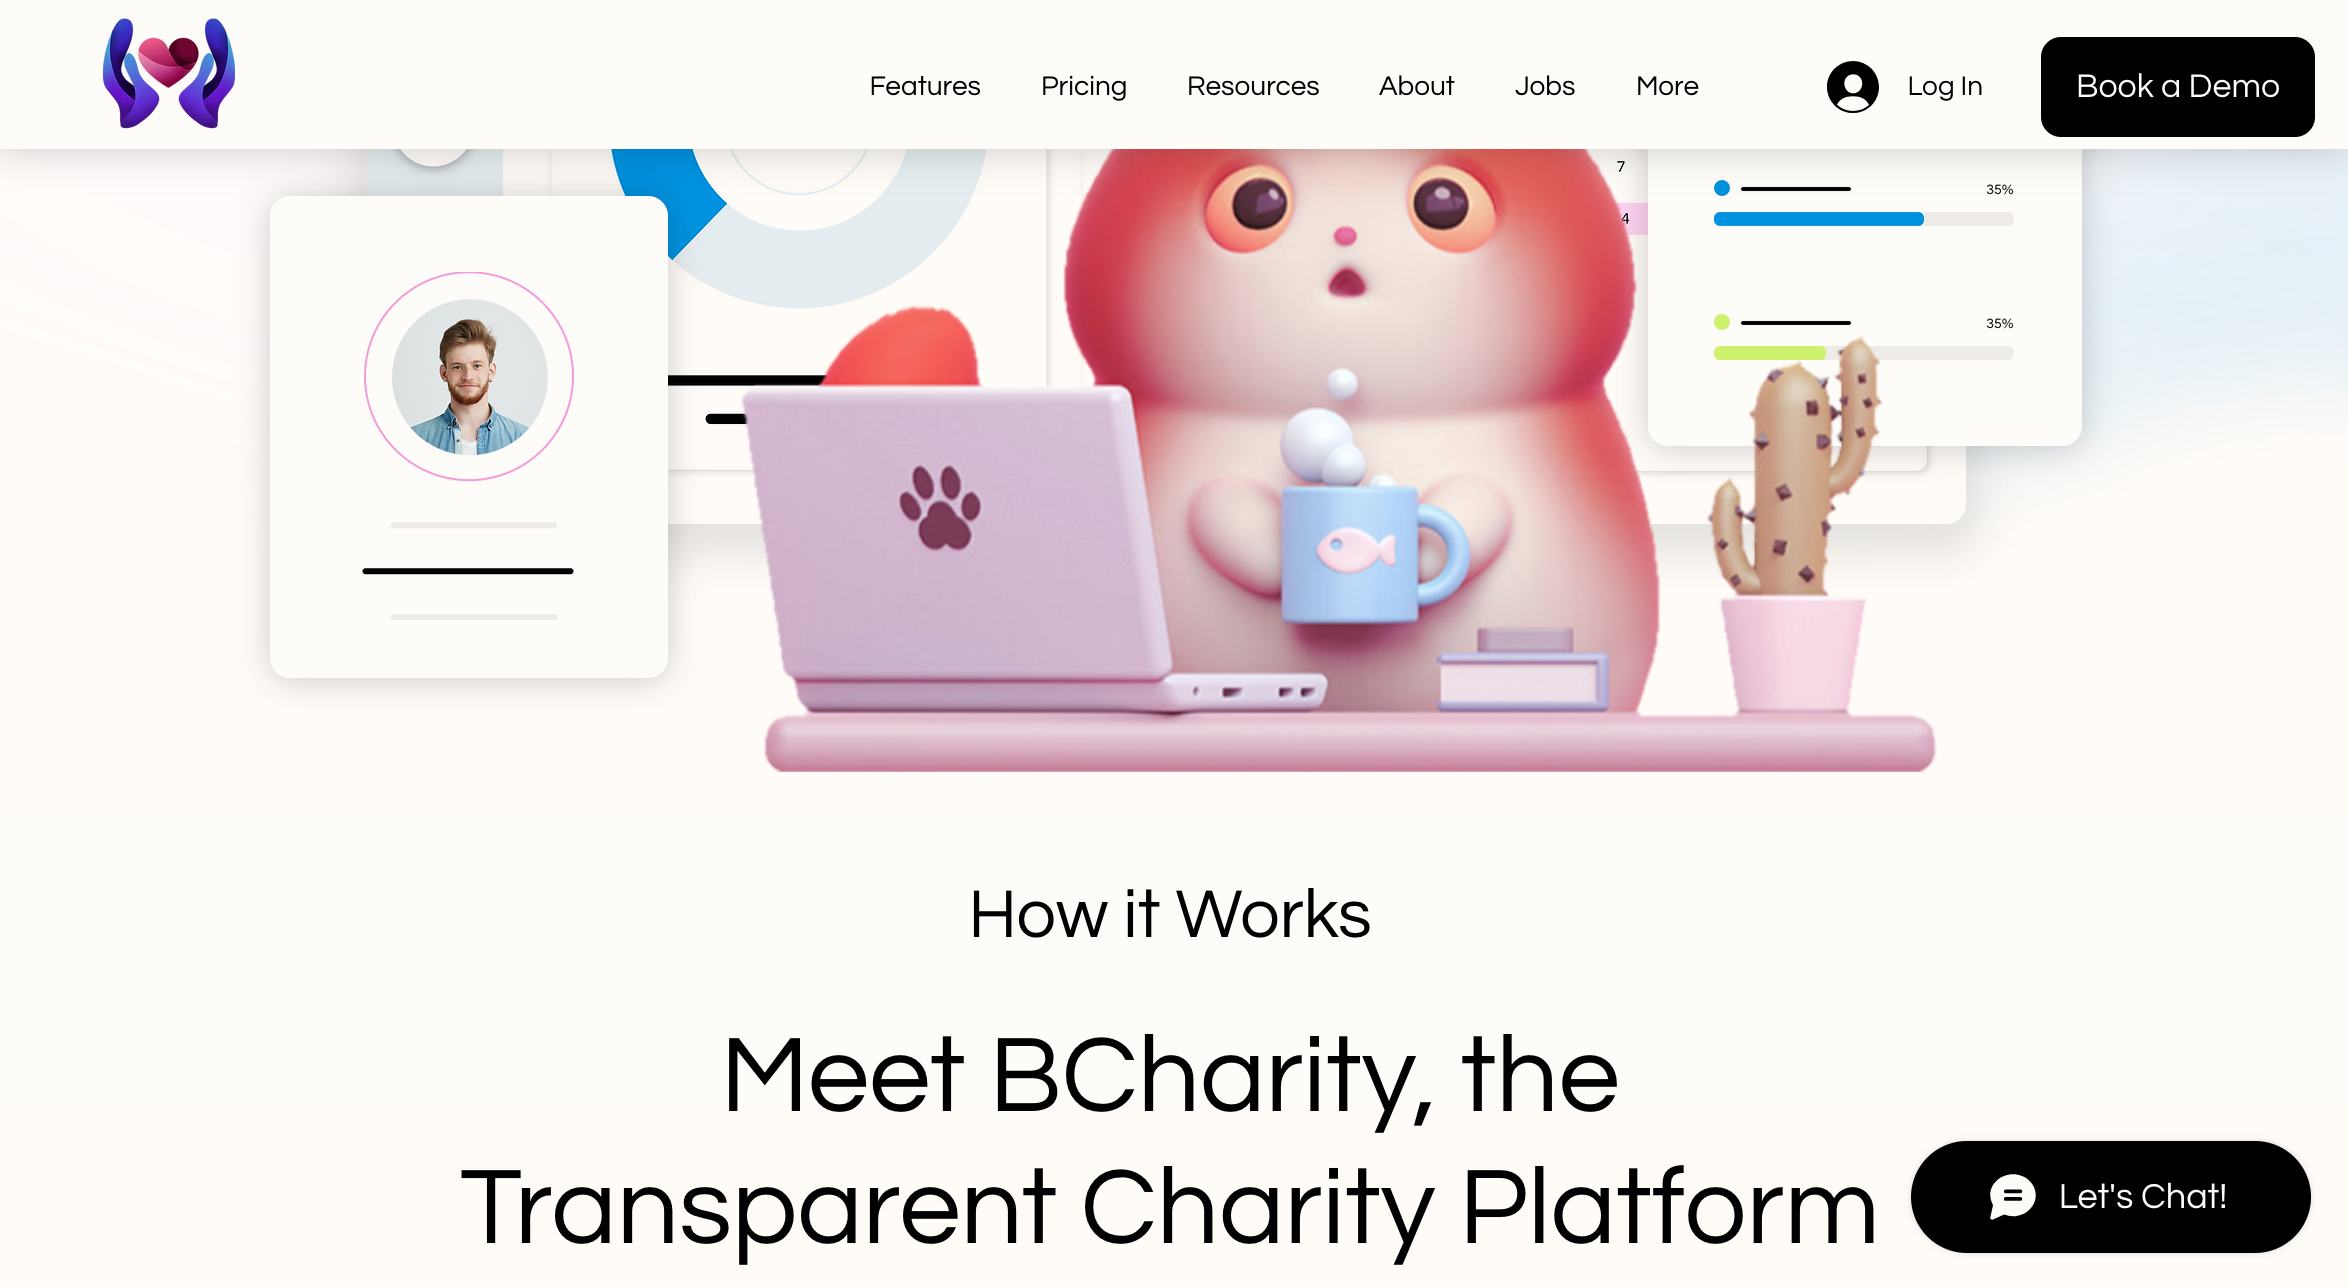 Features Pricing Resources About Jobs More Log In Book a Demo
7
4
35%
35%
How it Works
Meet BCharity, the
Transparent Charity Platform
Let's Chat!